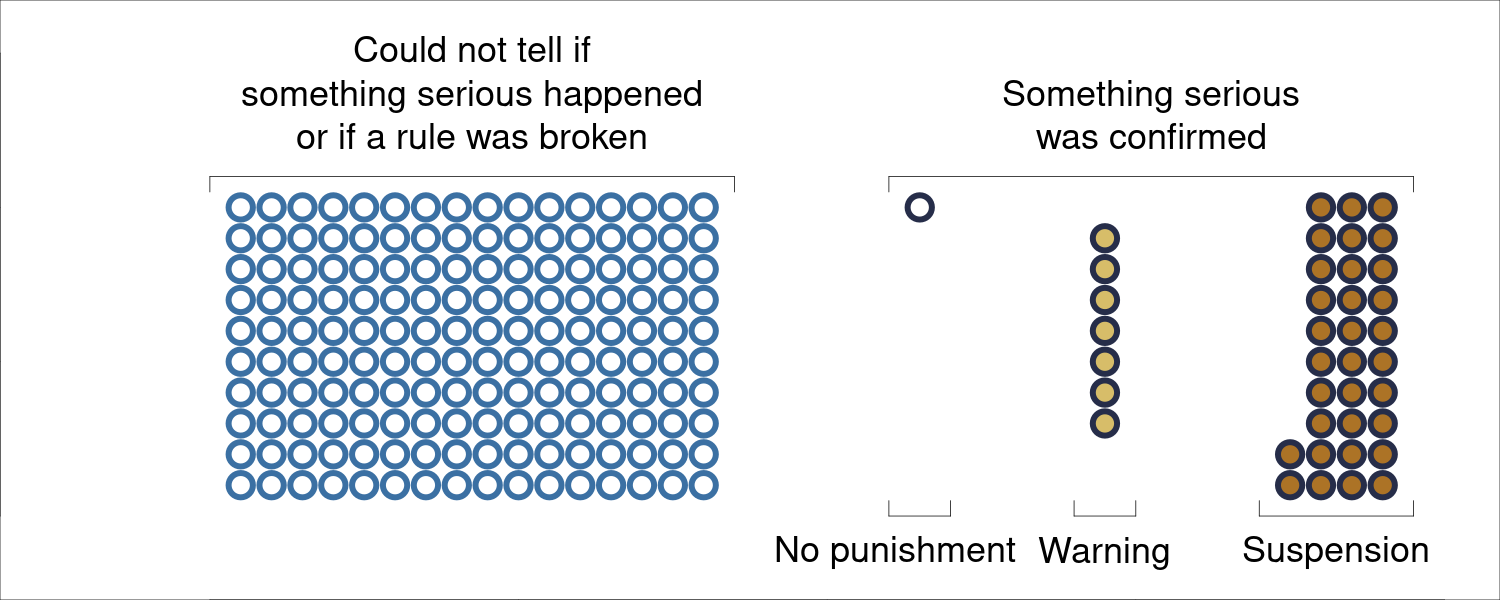 Could not tell if
something serious happened
or if a rule was broken
Something serious
was confirmed
No punishment
Warning
Suspension